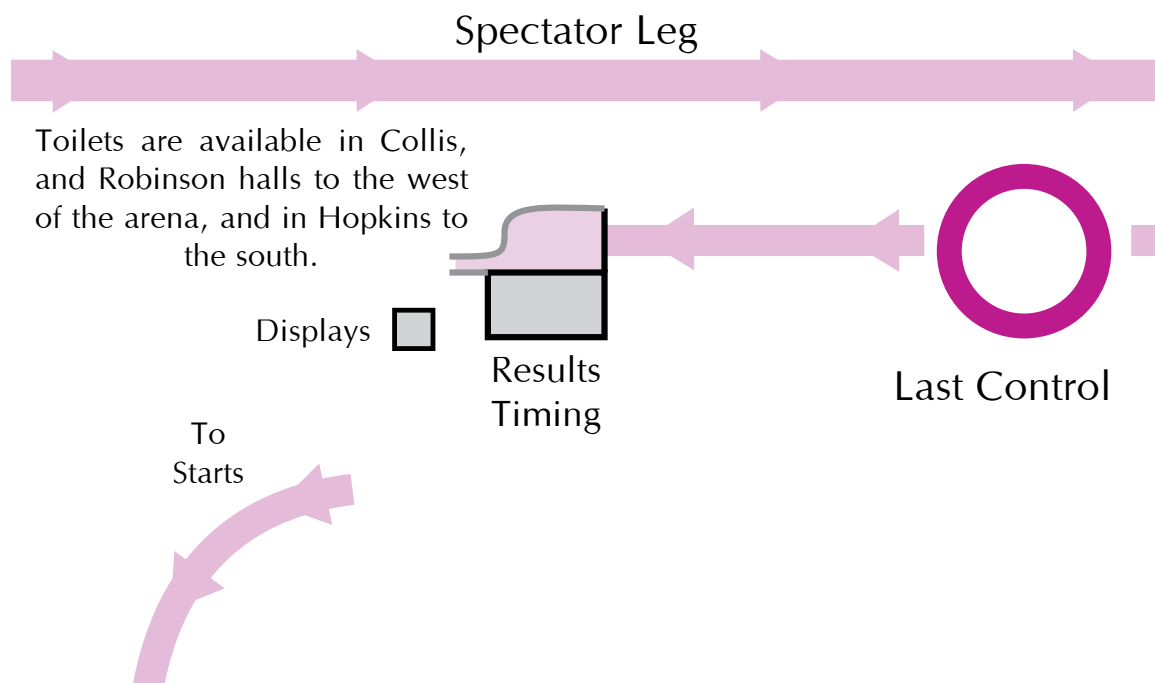 Spectator Leg
Toilets are available in Collis,
and Robinson halls to the west
of the arena, and in Hopkins to
the south.
Displays
Results
Timing
Last Control
To
Starts